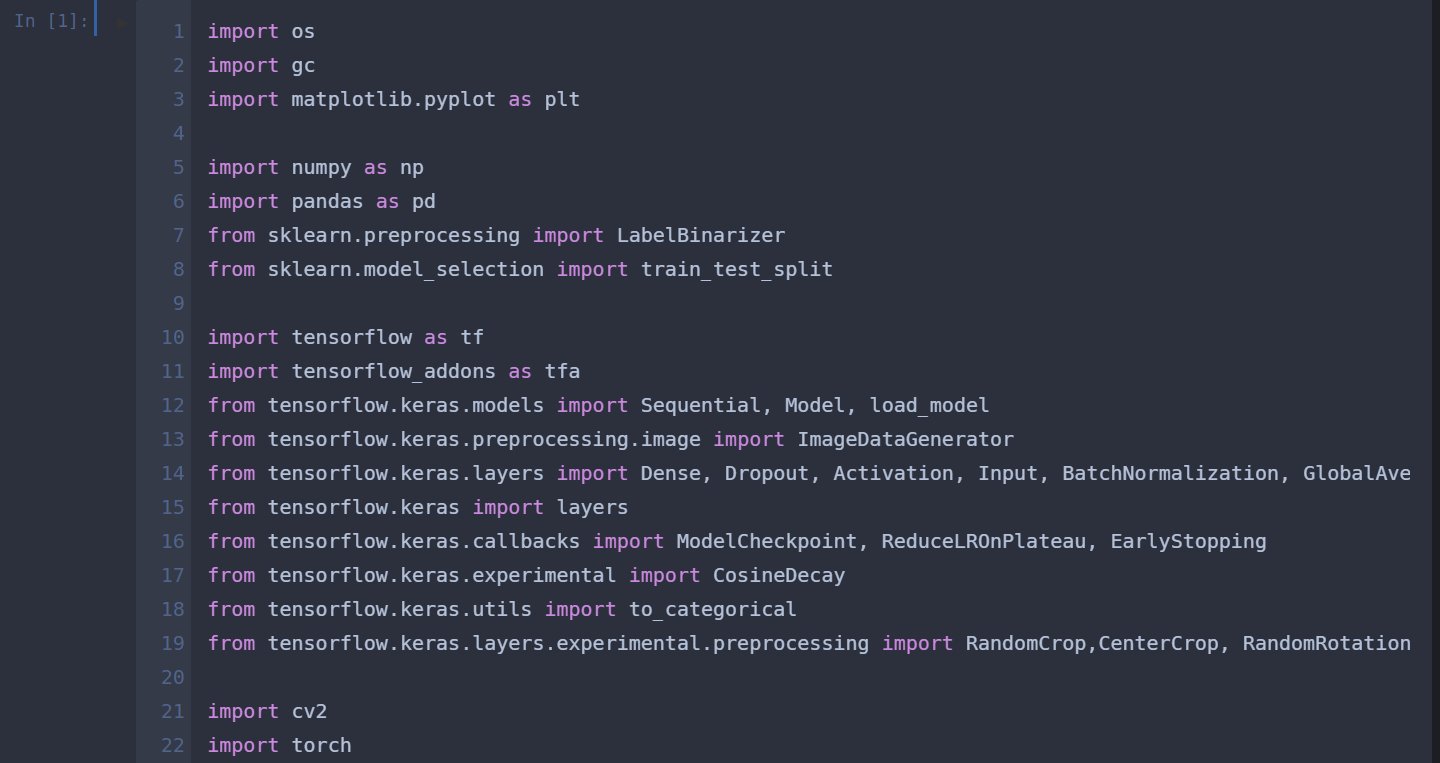 In [1]:
1 import os
2 import gc
3 import matplotlib.pyplot as plt
4
5 import numpy as np
6 import pandas as pd
7 from sklearn.preprocessing import LabelBinarizer
8 from sklearn.model_selection import train_test_split
9
10 import tensorflow as tf
11 import tensorflow_addons as tfa
12 from tensorflow.keras.models import Sequential, Model, load_model
13 from tensorflow.keras.preprocessing.image import ImageDataGenerator
14 from tensorflow.keras.layers import Dense, Dropout, Activation, Input, BatchNormalization, GlobalAve
15 from tensorflow.keras import layers
16 from tensorflow.keras.callbacks import ModelCheckpoint, ReduceLROnPlateau, EarlyStopping
17 from tensorflow.keras.experimental import CosineDecay
18 from tensorflow.keras.utils import to_categorical
19 from tensorflow.keras.layers.experimental.preprocessing import RandomCrop,CenterCrop, RandomRotation
20
21 import cv2
22 import torch